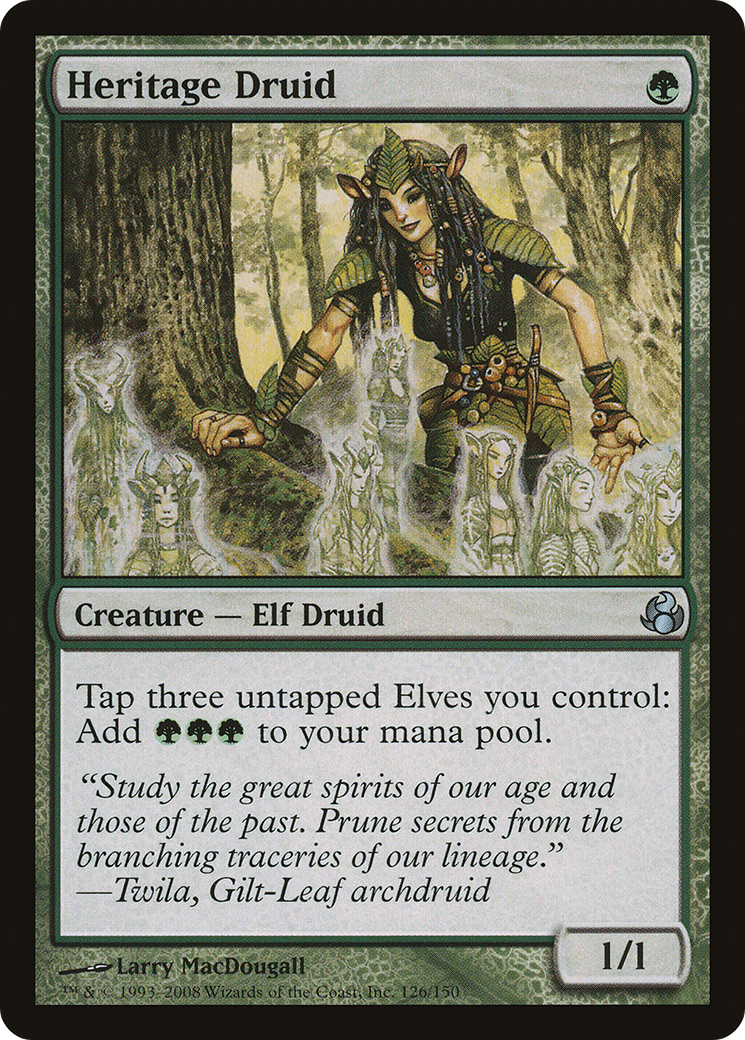 Heritage Druid
Creature — Elf Druid
Tap three untapped Elves you control:
Add to your mana pool.
“Study the great spirits of our age and
those of the past. Prune secrets from the
branching traceries of our lineage.”
—Twila, Gilt-Leaf archdruid
1/1
Larry MacDougall
™ & © 1993–2008 Wizards of the Coast, Inc. 126/150